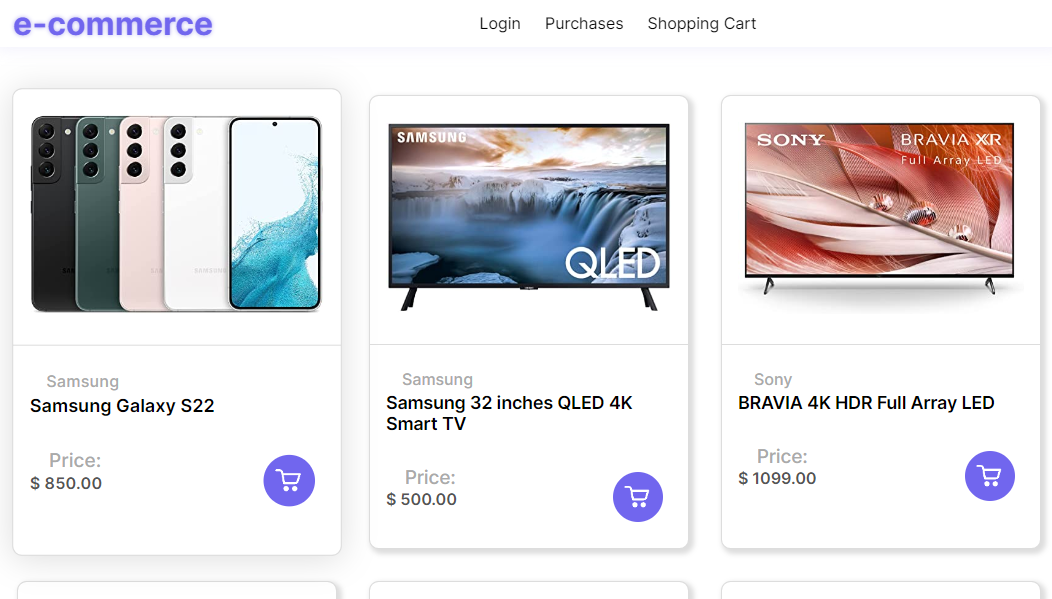 e-commerce
Login Purchases Shopping Cart
SAMSUNG
QLED
SONY
BRAVIA XR
Full Array LED
Samsung
Samsung Galaxy S22
Price:
$ 850.00
Samsung
Samsung 32 inches QLED 4K
Smart TV
Price:
$ 500.00
Sony
BRAVIA 4K HDR Full Array LED
Price:
$ 1099.00